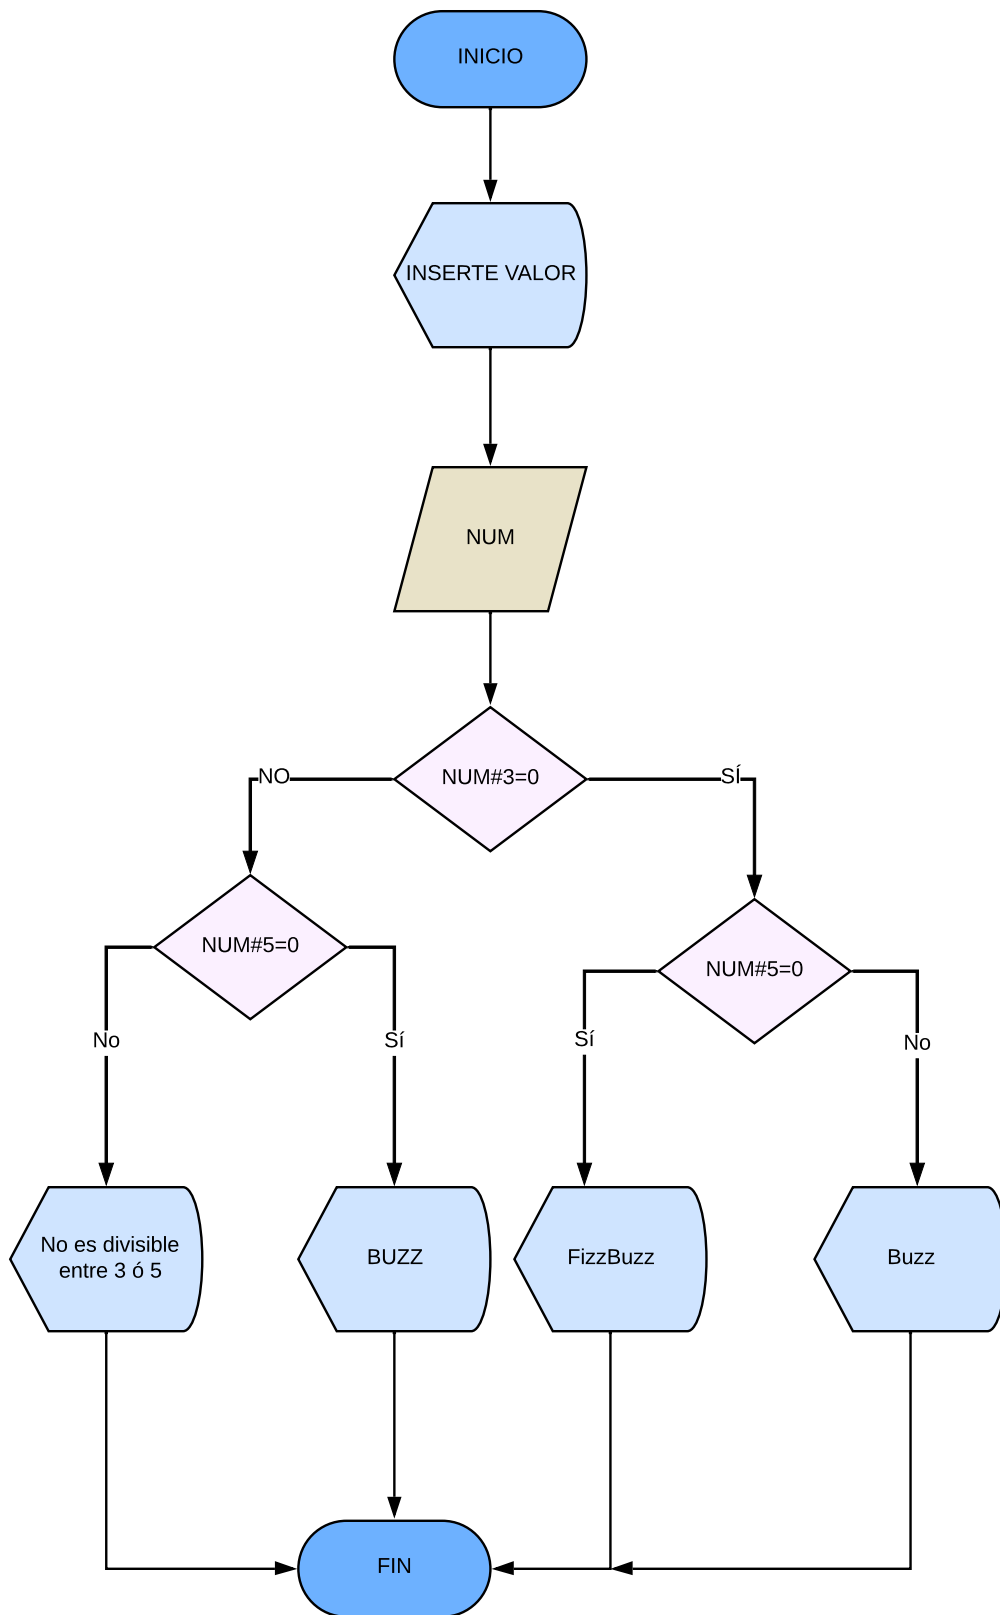 INICIO
INSERTE VALOR
NUM
NUM#3=0
NO
SÍ
NUM#5=0
NUM#5=0
No
Sí
Sí
No
No es divisible
entre 3 ó 5
BUZZ
FizzBuzz
Buzz
FIN